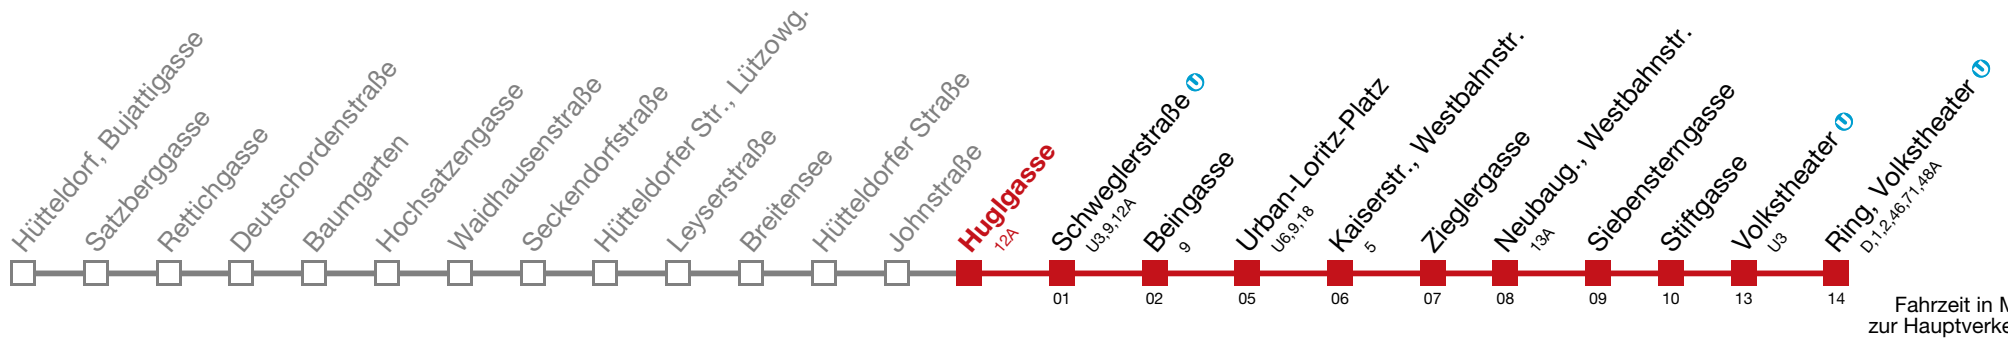 Hütteldorf, Bujattigasse
Satzberggasse
Rettichgasse
Deutschordenstraße
Baumgarten
Hochsatzengasse
Waidhausenstraße
Seckendorfstraße
Hütteldorfer Str., Lützowg.
Leyserstraße
Breitensee
Hütteldorfer Straße
Johnstraße
Huglgasse
12A
Schweglerstraße U
U3,9,12A
01
Beingasse
9
02
Urban-Loritz-Platz
U6,9,18
05
Kaiserstr., Westbahnstr.
5
06
Zieglergasse
07
Neubaug., Westbahnstr.
13A
08
Siebensterngasse
09
Stiftgasse
10
Volkstheater U
U3
13
Ring, Volkstheater U
D,1,2,46,71,48A
14
Fahrzeit in M
zur Hauptverke